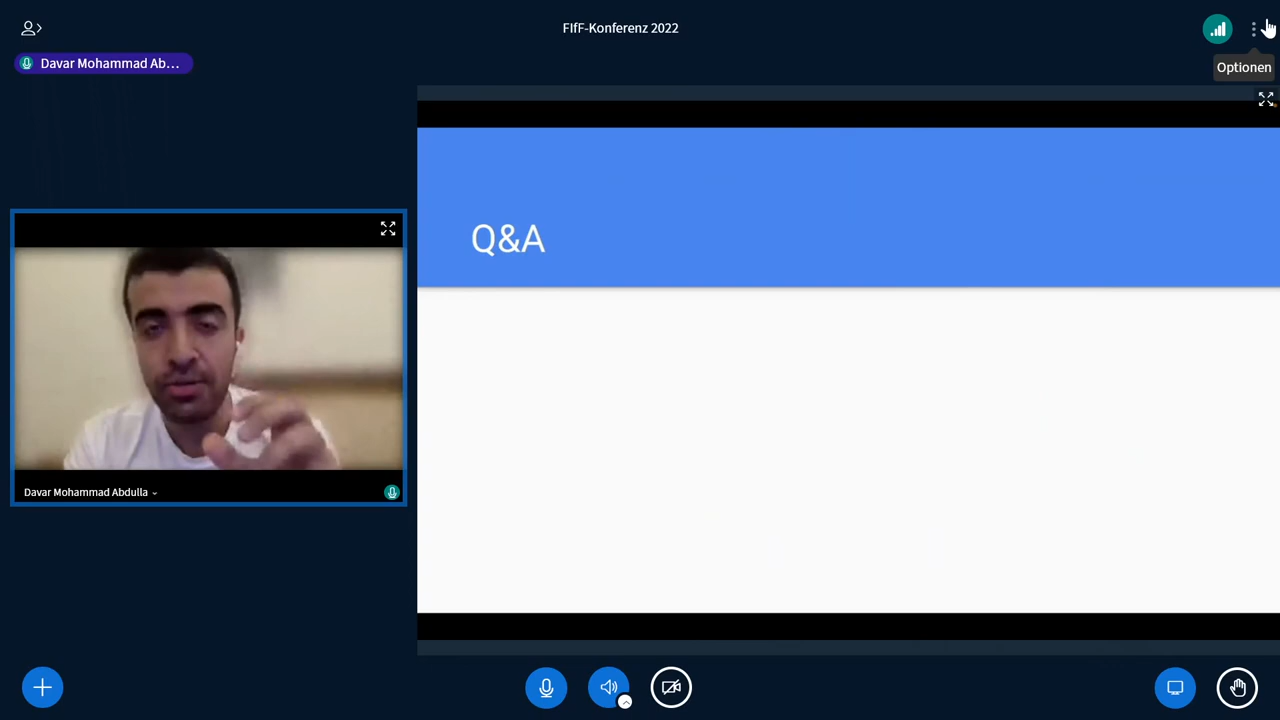 FIfF-Konferenz 2022
Davar Mohammad Ab...
Optionen
Q&A
Davar Mohammad Abdulla